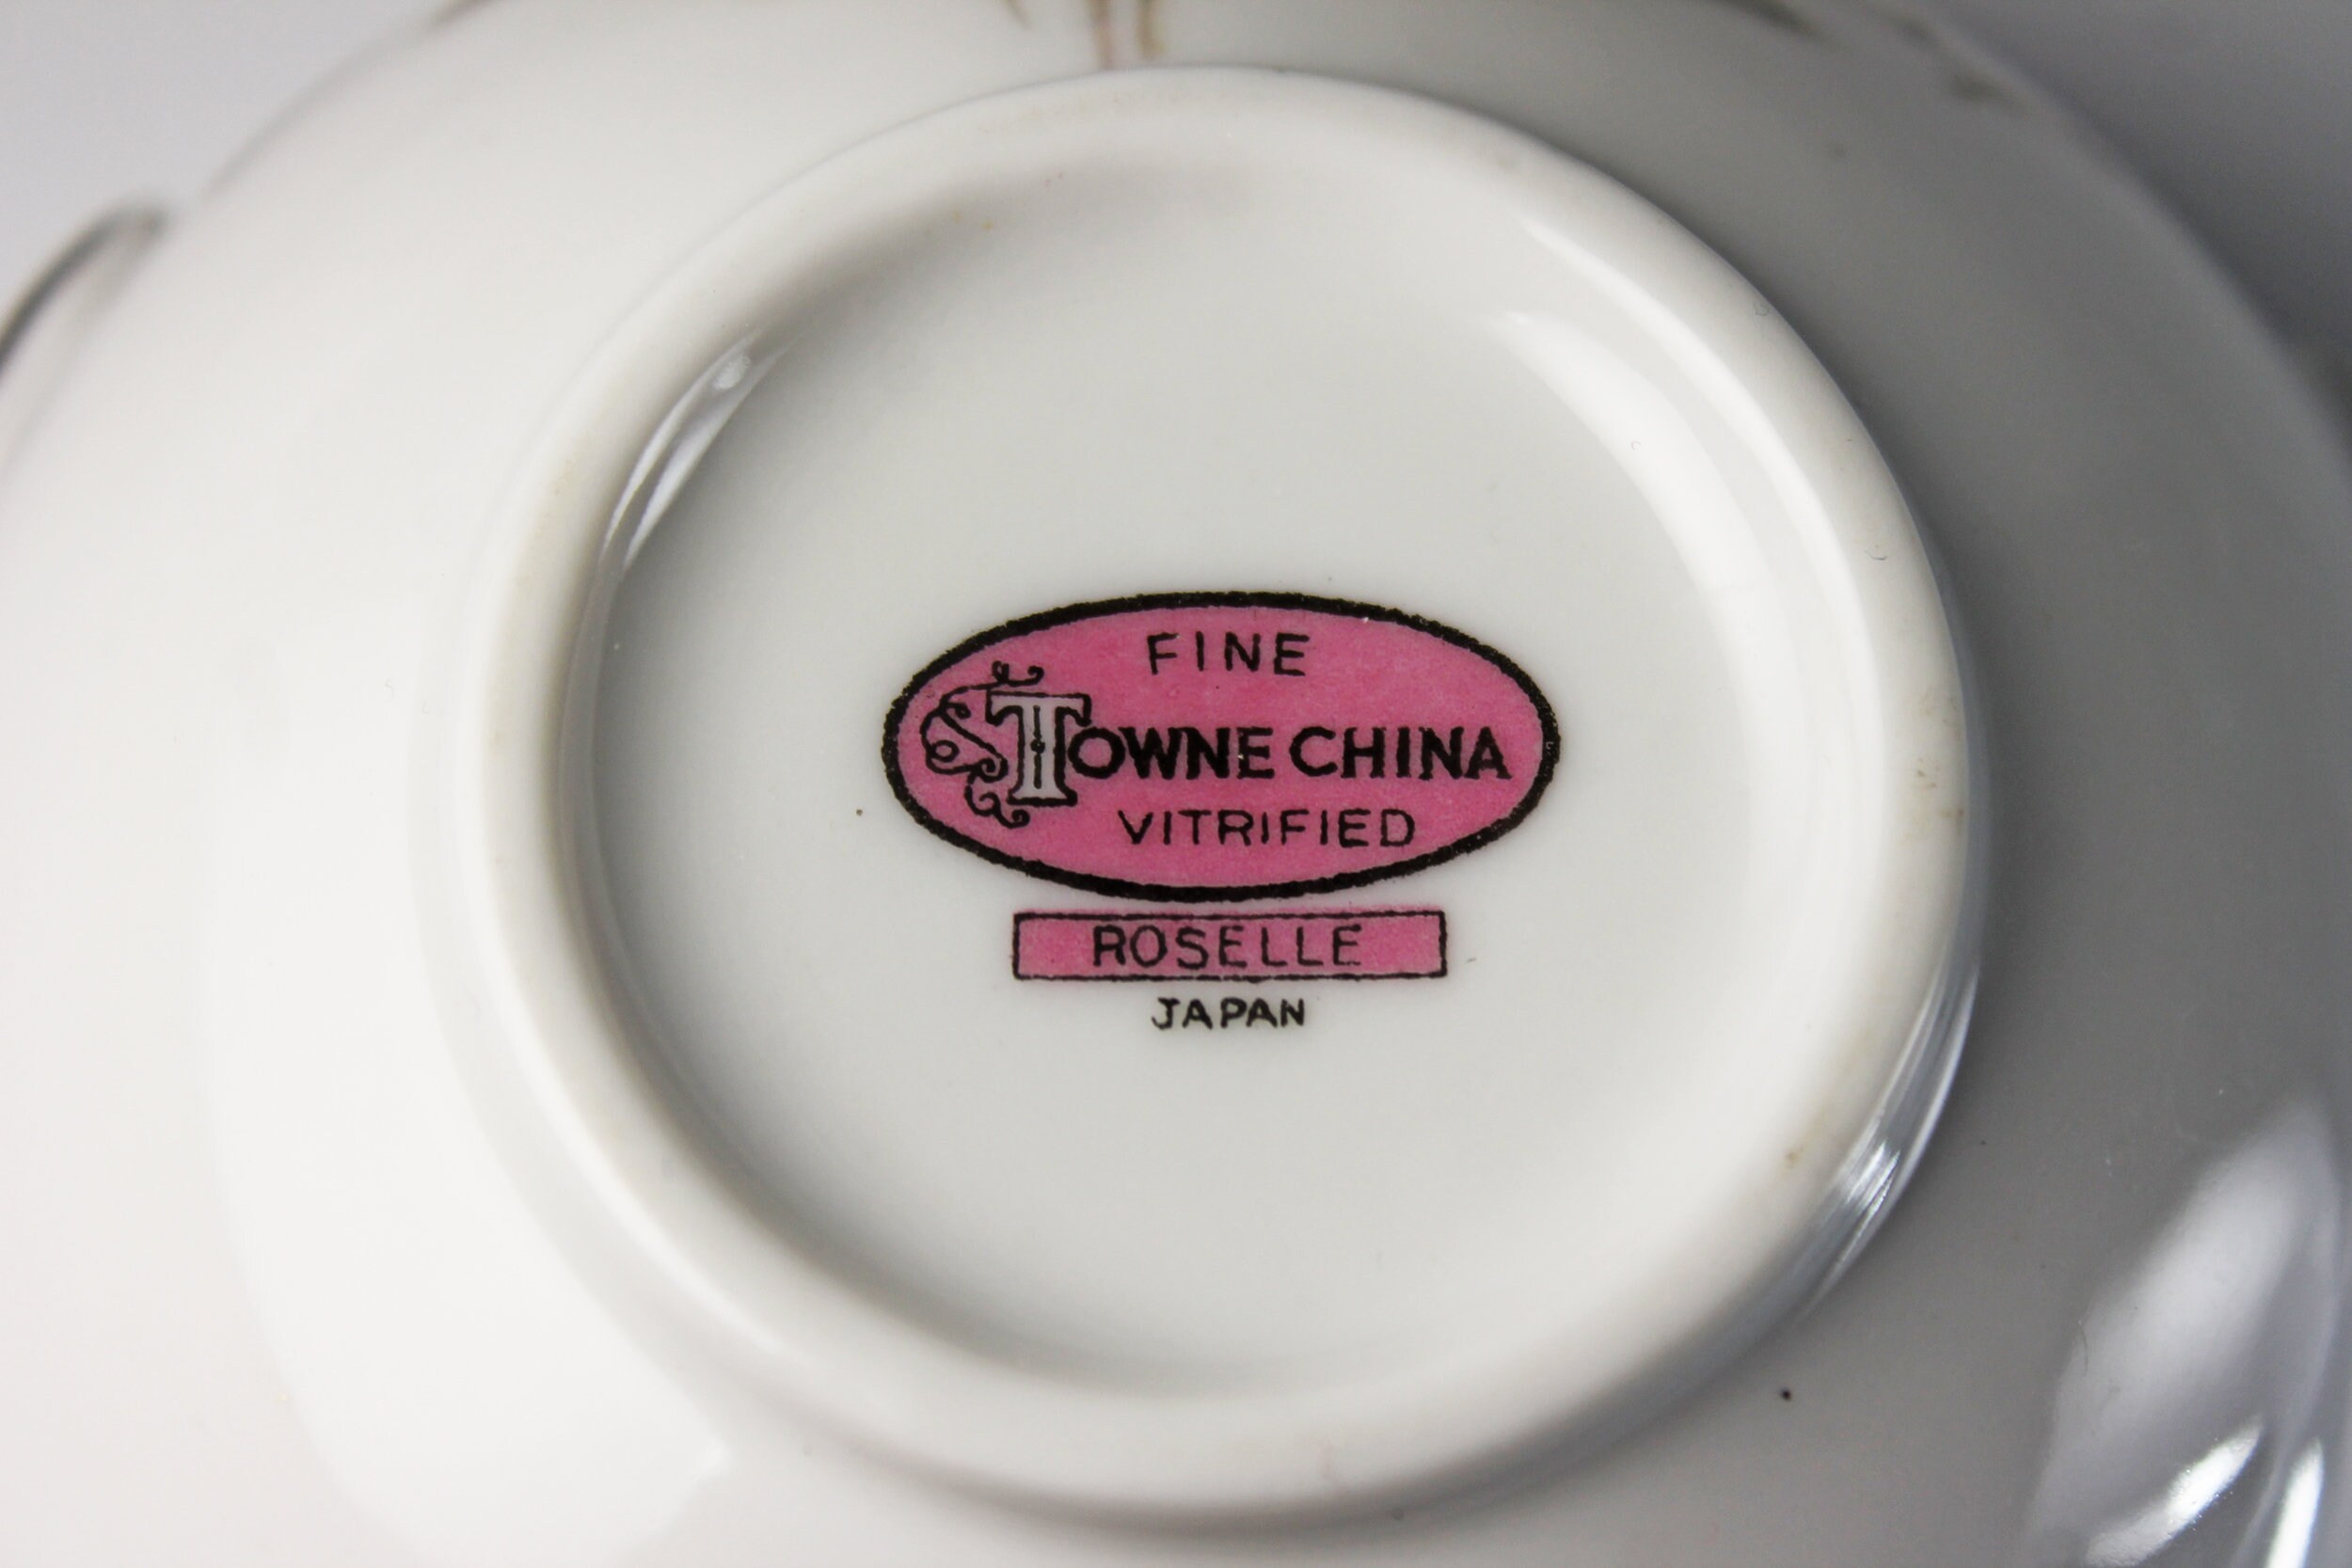 FINE
TOWNE CHINA
VITRIFIED
ROSELLE
JAPAN